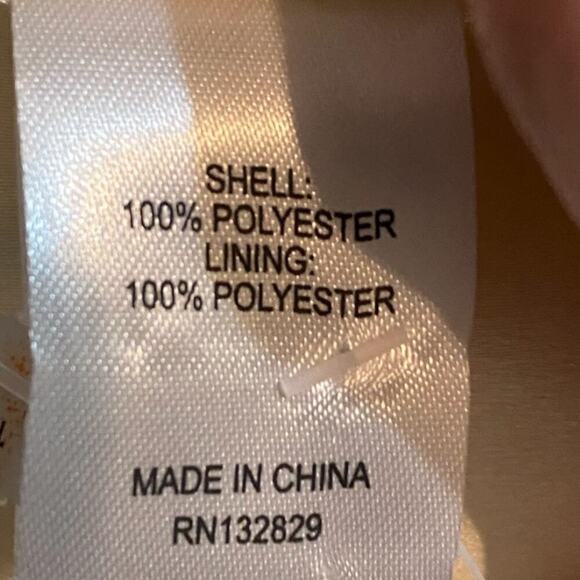 SHELL:
100% POLYESTER
LINING:
100% POLYESTER
MADE IN CHINA
RN132829